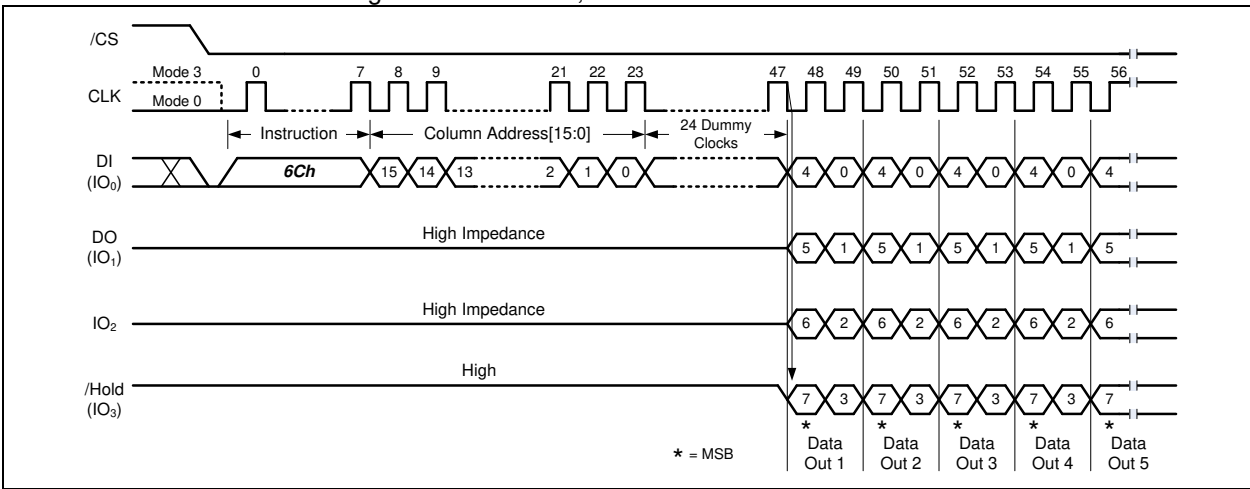 /CS
Mode 3 0 7 8 9 21 22 23 47 48 49 50 51 52 53 54 55 56
CLK
Mode 0
Instruction Column Address[15:0] 24 Dummy
Clocks
DI
(IO0)
6Ch 15 14 13 2 1 0 4 0 4 0 4 0 4 0 4
High Impedance
DO
(IO1)
5 1 5 1 5 1 5 1 5
High Impedance
IO2
6 2 6 2 6 2 6 2 6
High
/Hold
(IO3)
7 3 7 3 7 3 7 3 7
* * * * *
* = MSB
Data Data Data Data Data
Out 1 Out 2 Out 3 Out 4 Out 5